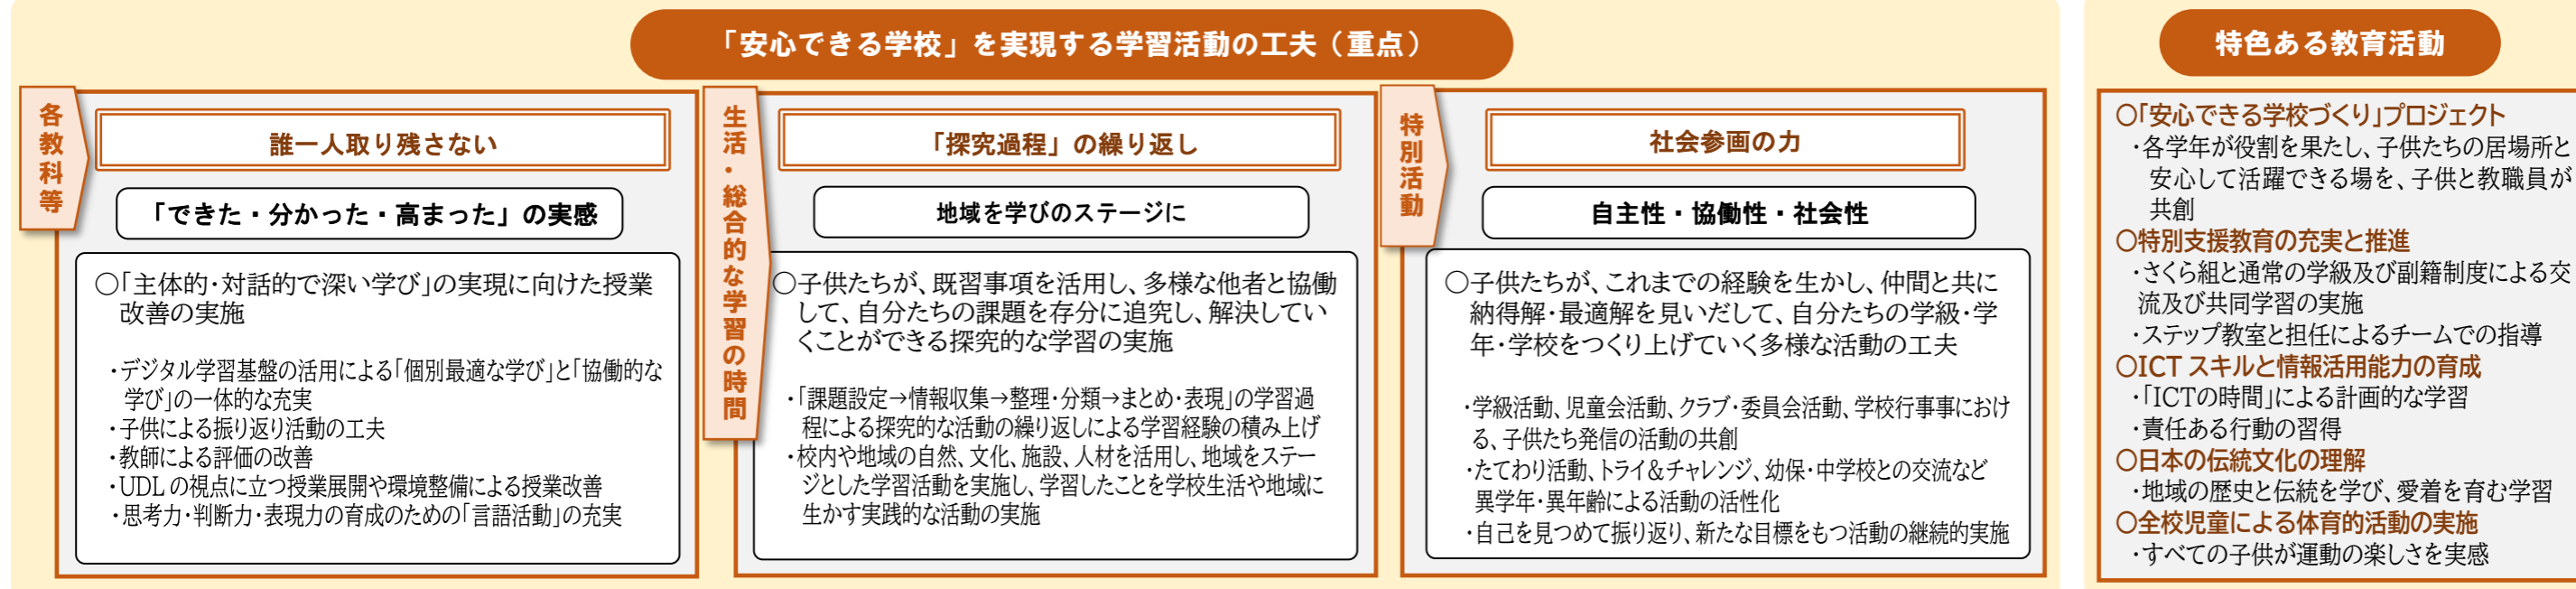 「安心できる学校」を実現する学習活動の工夫（重点）
各教科等
誰一人取り残さない
「できた・分かった・高まった」の実感
○「主体的・対話的で深い学び」の実現に向けた授業
改善の実施
・デジタル学習基盤の活用による「個別最適な学び」と「協働的な
学び」の一体的な充実
・子供による振り返り活動の工夫
・教師による評価の改善
・UDL の視点に立つ授業展開や環境整備による授業改善
・思考力・判断力・表現力の育成のための「言語活動」の充実
生活・総合的な学習の時間
「探究過程」の繰り返し
地域を学びのステージに
○子供たちが、既習事項を活用し、多様な他者と協働
して、自分たちの課題を存分に追究し、解決してい
くことができる探究的な学習の実施
・「課題設定→情報収集→整理・分類→まとめ・表現」の学習過
程による探究的な活動の繰り返しによる学習経験の積み上げ
・校内や地域の自然、文化、施設、人材を活用し、地域をステー
ジとした学習活動を実施し、学習したことを学校生活や地域に
生かす実践的な活動の実施
特別活動
社会参画の力
自主性・協働性・社会性
○子供たちが、これまでの経験を生かし、仲間と共に
納得解・最適解を見いだして、自分たちの学級・学
年・学校をつくり上げていく多様な活動の工夫
・学級活動、児童会活動、クラブ・委員会活動、学校行事事におけ
る、子供たち発信の活動の共創
・たてわり活動、トライ＆チャレンジ、幼保・中学校との交流など
異学年・異年齢による活動の活性化
・自己を見つめて振り返り、新たな目標をもつ活動の継続的実施
特色ある教育活動
○「安心できる学校づくり」プロジェクト
・各学年が役割を果たし、子供たちの居場所と
安心して活躍できる場を、子供と教職員が
共創
○特別支援教育の充実と推進
・さくら組と通常の学級及び副籍制度による交
流及び共同学習の実施
・ステップ教室と担任によるチームでの指導
○ICT スキルと情報活用能力の育成
・「ICTの時間」による計画的な学習
・責任ある行動の習得
○日本の伝統文化の理解
・地域の歴史と伝統を学び、愛着を育む学習
○全校児童による体育的活動の実施
・すべての子供が運動の楽しさを実感